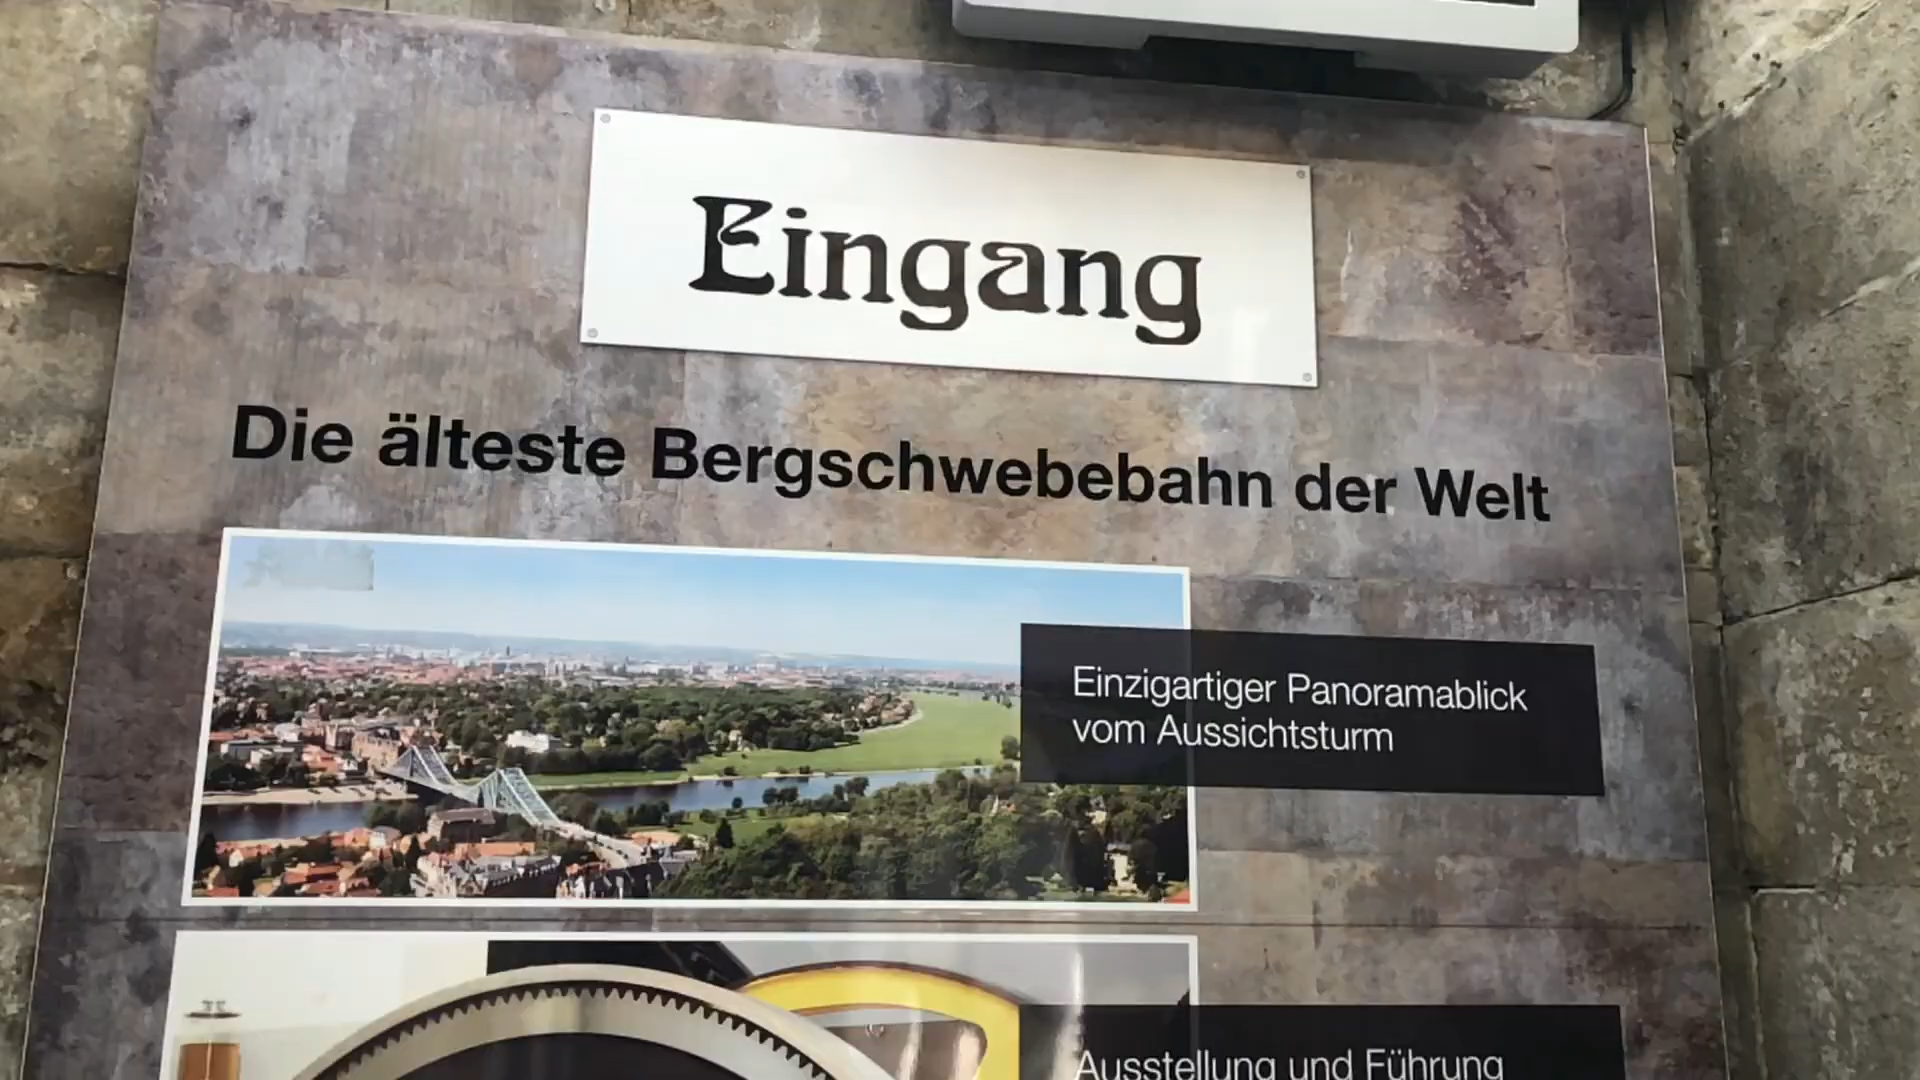 Eingang
Die älteste Bergschwebebahn der Welt
Einzigartiger Panoramablick
vom Aussichtsturm
Ausstellung und Führung